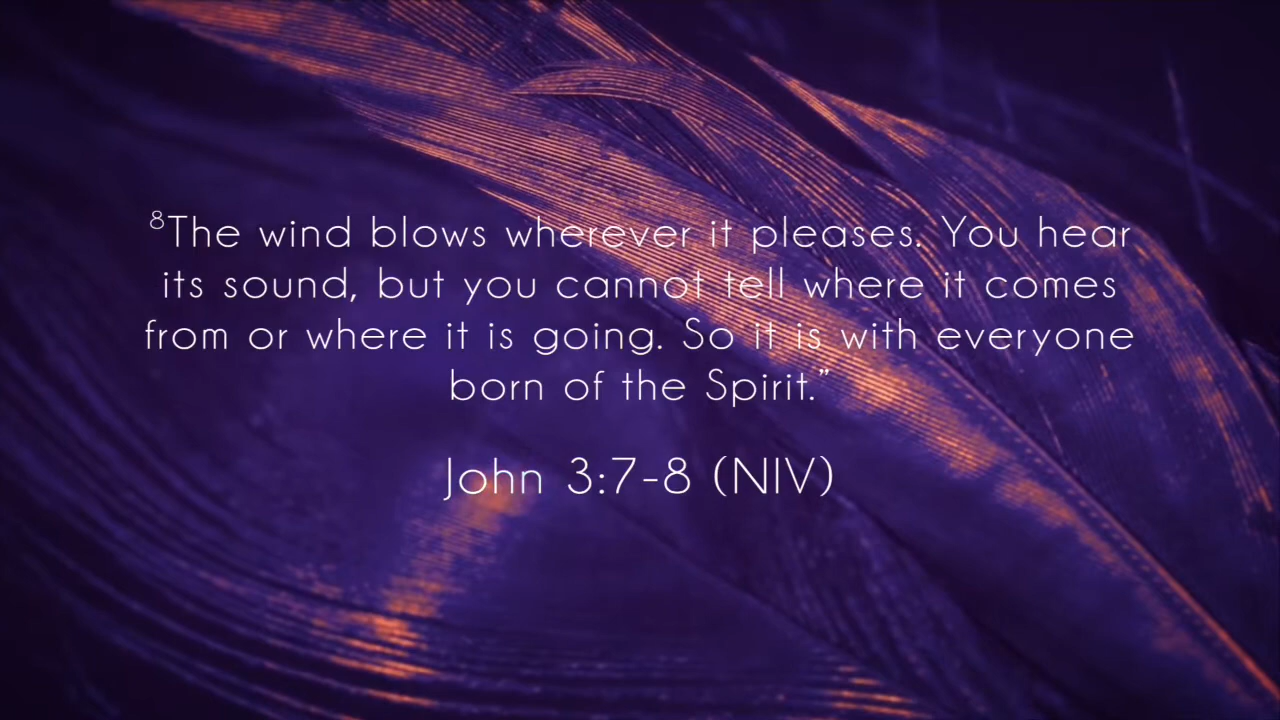 ⁸The wind blows wherever it pleases. You hear
its sound, but you cannot tell where it comes
from or where it is going. So it is with everyone
born of the Spirit.”
John 3:7-8 (NIV)